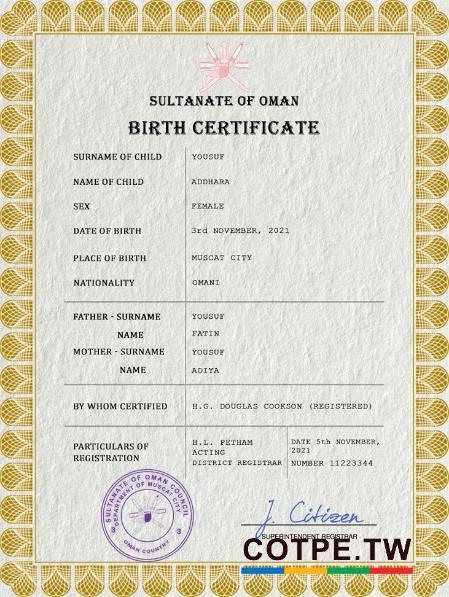 SULTANATE OF OMAN
BIRTH CERTIFICATE
SURNAME OF CHILD YOUSUF
NAME OF CHILD ADDHARA
SEX FEMALE
DATE OF BIRTH 3rd NOVEMBER, 2021
PLACE OF BIRTH MUSCAT CITY
NATIONALITY OMANI
FATHER - SURNAME YOUSUF
NAME FATIN
MOTHER - SURNAME YOUSUF
NAME ADIYA
BY WHOM CERTIFIED H.G. DOUGLAS COOKSON (REGISTERED)
PARTICULARS OF
REGISTRATION
H.L. PETHAM
ACTING
DISTRICT REGISTRAR
DATE 5th NOVEMBER,
2021
NUMBER 11223344
SULTANATE OF OMAN COUNCIL
DEPARTMENT OF MUSCAT CITY
OMAN COUNTRY
J. Citizen
SUPERINTENDENT REGISTRAR
COTPE.TW